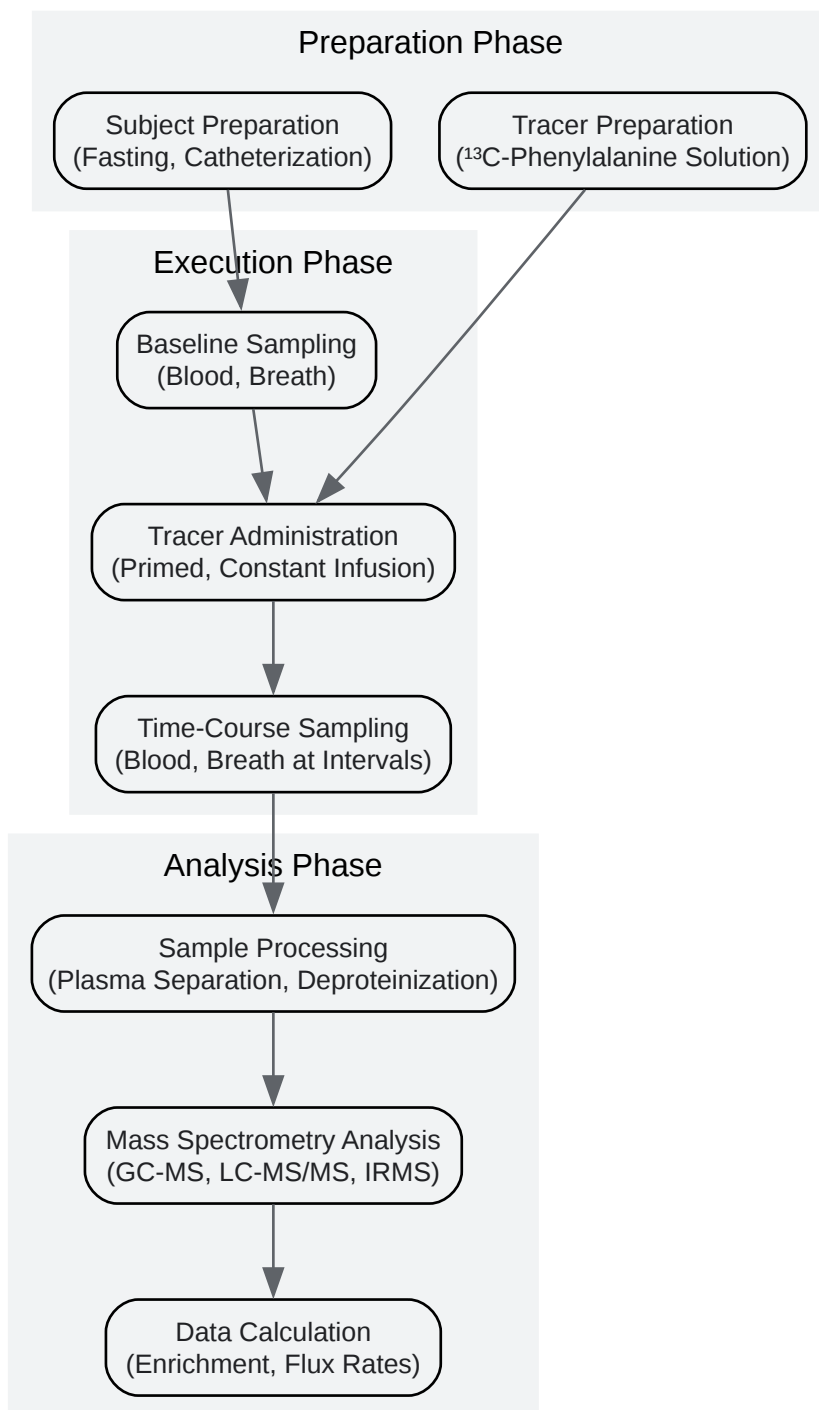 Preparation Phase
Subject Preparation
(Fasting, Catheterization)
Tracer Preparation
(¹³C-Phenylalanine Solution)
Execution Phase
Baseline Sampling
(Blood, Breath)
Tracer Administration
(Primed, Constant Infusion)
Time-Course Sampling
(Blood, Breath at Intervals)
Analysis Phase
Sample Processing
(Plasma Separation, Deproteinization)
Mass Spectrometry Analysis
(GC-MS, LC-MS/MS, IRMS)
Data Calculation
(Enrichment, Flux Rates)